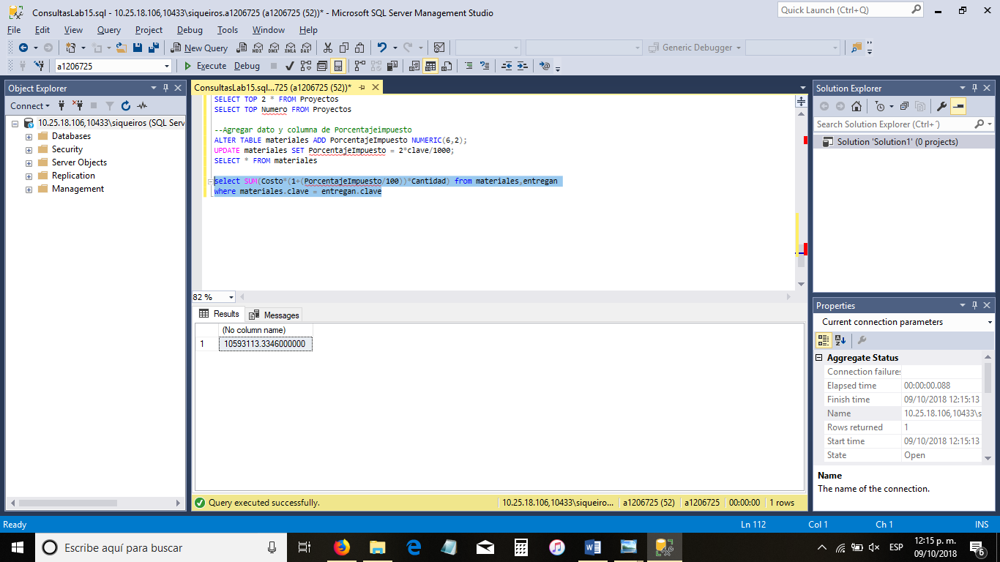 ConsultasLab15.sql - 10.25.18.106,10433\siqueiros.a1206725 (a1206725 (52))* - Microsoft SQL Server Management Studio
Quick Launch (Ctrl+Q)
File Edit View Query Project Debug Tools Window Help
New Query
MDX DMX XMLA DAX
Generic Debugger
a1206725
Execute Debug
Object Explorer
Connect
10.25.18.106,10433\siqueiros (SQL Serv
Databases
Security
Server Objects
Replication
Management
ConsultasLab15.sql...725 (a1206725 (52))*
SELECT TOP 2 * FROM Proyectos
SELECT TOP Numero FROM Proyectos
--Agregar dato y columna de Porcentajeimpuesto
ALTER TABLE materiales ADD PorcentajeImpuesto NUMERIC(6,2);
UPDATE materiales SET PorcentajeImpuesto = 2*clave/1000;
SELECT * FROM materiales
select SUM(Costo*(1+(PorcentajeImpuesto/100))*Cantidad) from materiales,entregan
where materiales.clave = entregan.clave
82 %
Results Messages
(No column name)
1 10593113.3346000000
Query executed successfully.
10.25.18.106,10433\siqueiro... a1206725 (52) a1206725 00:00:00 1 rows
Solution Explorer
Search Solution Explorer (Ctrl+´)
Solution 'Solution1' (0 projects)
Properties
Current connection parameters
Aggregate Status
Connection failures
Elapsed time 00:00:00.088
Finish time 09/10/2018 12:15:13
Name 10.25.18.106,10433\s
Rows returned 1
Start time 09/10/2018 12:15:13
State Open
Name
The name of the connection.
Ready
Ln 112 Col 1 Ch 1 INS
Escribe aquí para buscar
ESP
12:15 p. m.
09/10/2018
6